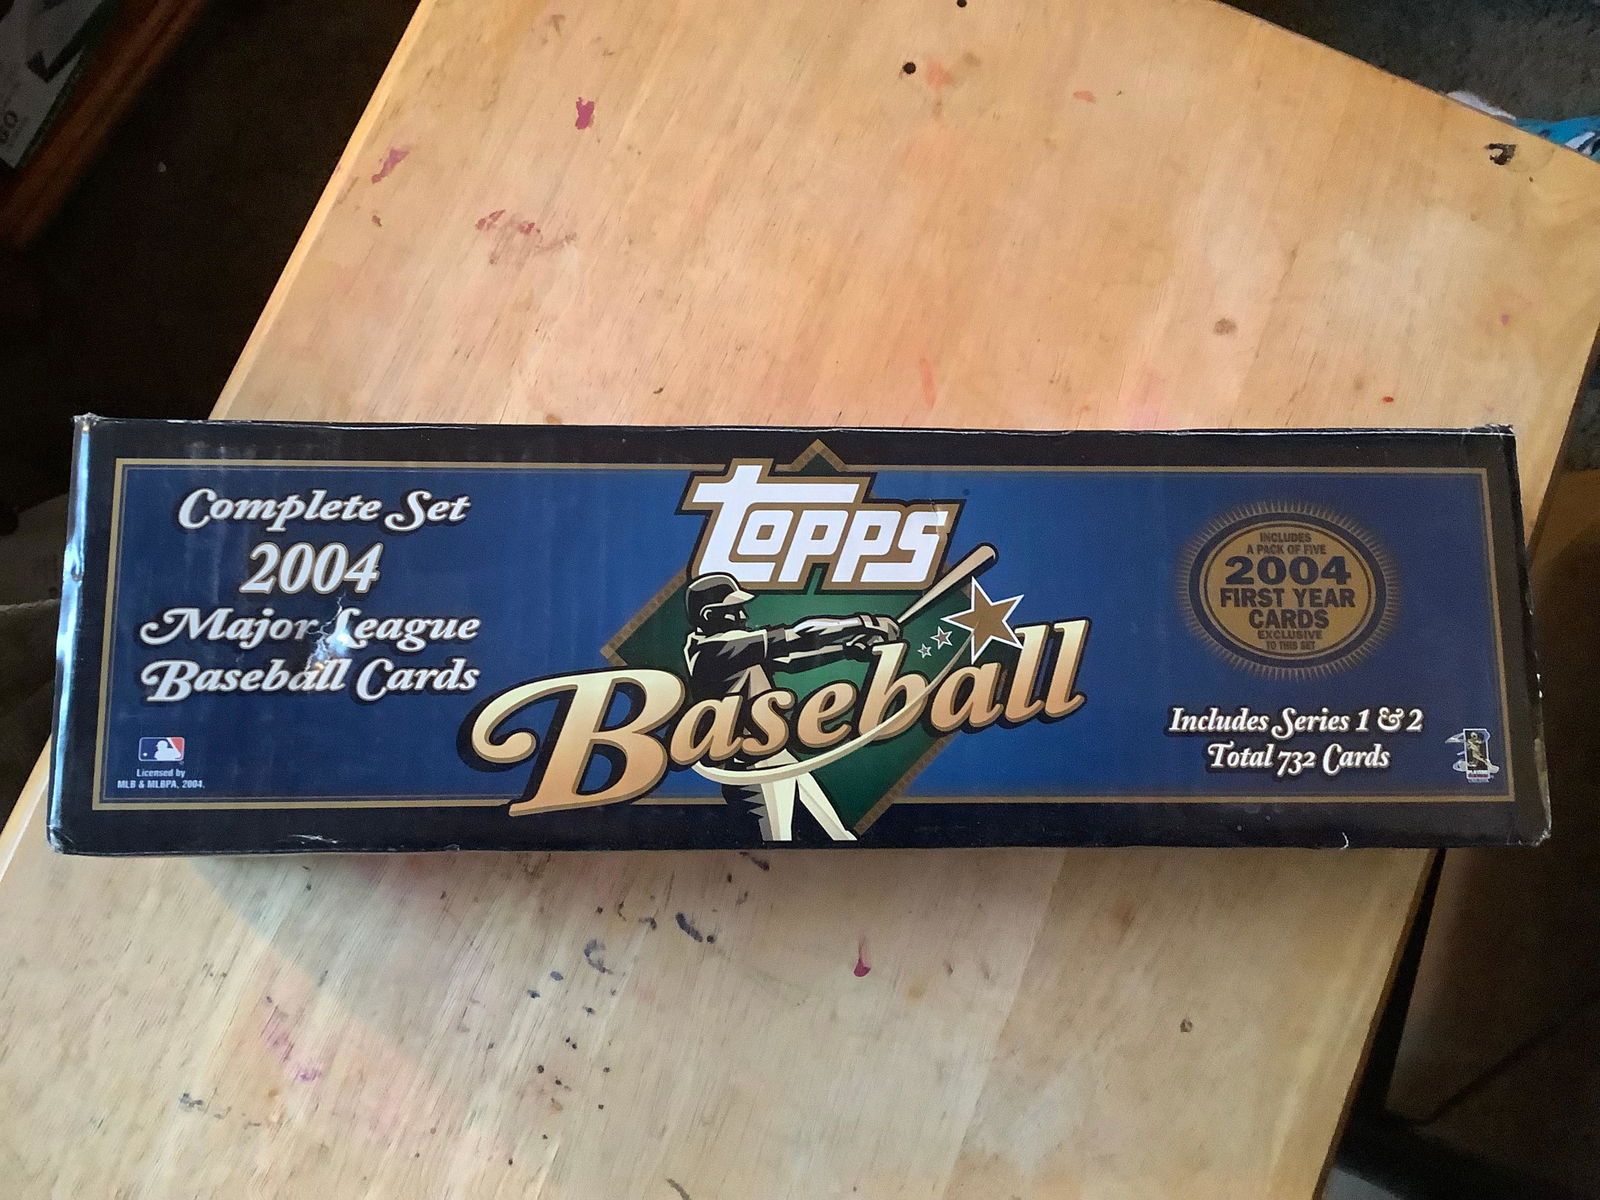 Complete Set
2004
Major League
Baseball Cards
Licensed by
MLB & MLBPA, 2004.
Topps
Baseball
INCLUDES
A PACK OF FIVE
2004
FIRST YEAR
CARDS
EXCLUSIVE
TO THIS SET
Includes Series 1 & 2
Total 732 Cards
PLAYERS